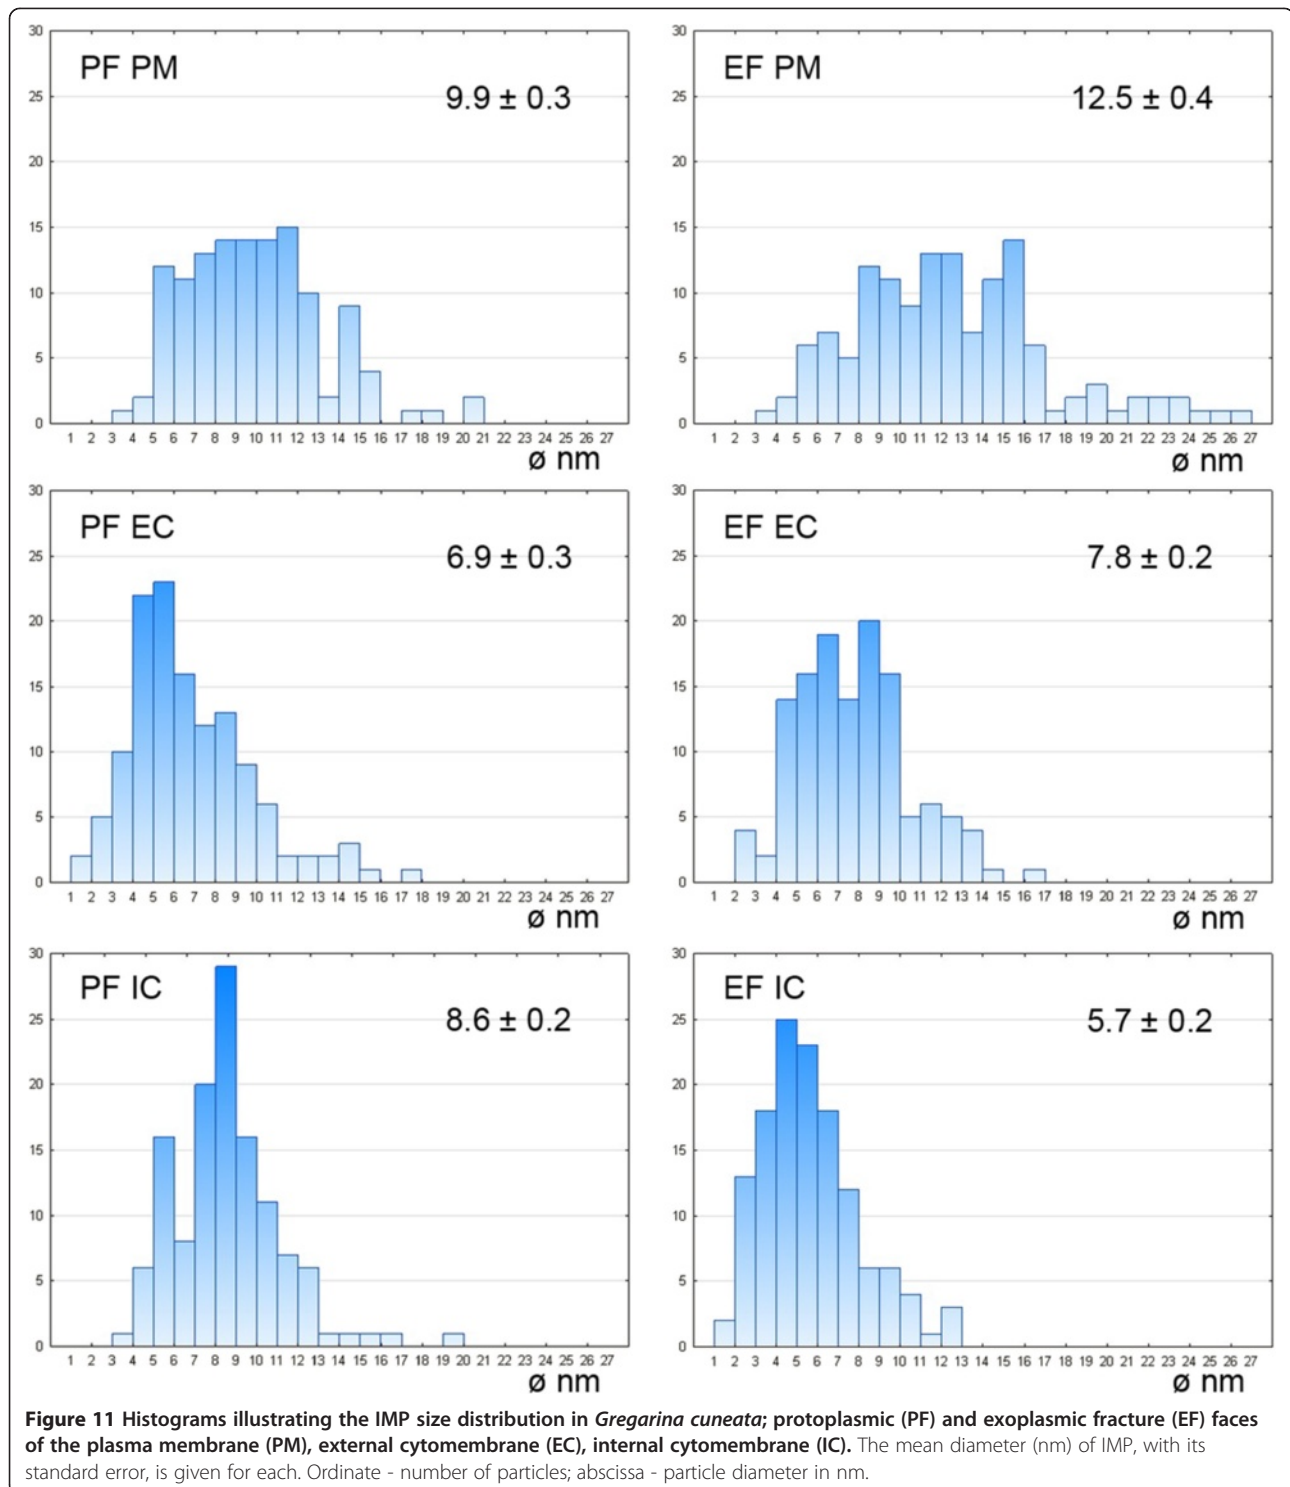 30
25
20
15
10
5
0
PF PM
9.9 ± 0.3
1 2 3 4 5 6 7 8 9 10 11 12 13 14 15 16 17 18 19 20 21 22 23 24 25 26 27
ø nm
30
25
20
15
10
5
0
EF PM
12.5 ± 0.4
1 2 3 4 5 6 7 8 9 10 11 12 13 14 15 16 17 18 19 20 21 22 23 24 25 26 27
ø nm
30
25
20
15
10
5
0
PF EC
6.9 ± 0.3
1 2 3 4 5 6 7 8 9 10 11 12 13 14 15 16 17 18 19 20 21 22 23 24 25 26 27
ø nm
30
25
20
15
10
5
0
EF EC
7.8 ± 0.2
1 2 3 4 5 6 7 8 9 10 11 12 13 14 15 16 17 18 19 20 21 22 23 24 25 26 27
ø nm
30
25
20
15
10
5
0
PF IC
8.6 ± 0.2
1 2 3 4 5 6 7 8 9 10 11 12 13 14 15 16 17 18 19 20 21 22 23 24 25 26 27
ø nm
30
25
20
15
10
5
0
EF IC
5.7 ± 0.2
1 2 3 4 5 6 7 8 9 10 11 12 13 14 15 16 17 18 19 20 21 22 23 24 25 26 27
ø nm
Figure 11 Histograms illustrating the IMP size distribution in Gregarina cuneata; protoplasmic (PF) and exoplasmic fracture (EF) faces
of the plasma membrane (PM), external cytomembrane (EC), internal cytomembrane (IC). The mean diameter (nm) of IMP, with its
standard error, is given for each. Ordinate - number of particles; abscissa - particle diameter in nm.